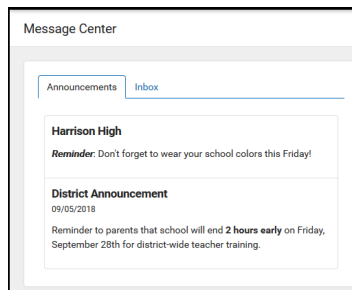 Message Center
Announcements
Inbox
Harrison High
Reminder: Don't forget to wear your school colors this Friday!
District Announcement
09/05/2018
Reminder to parents that school will end 2 hours early on Friday,
September 28th for district-wide teacher training.